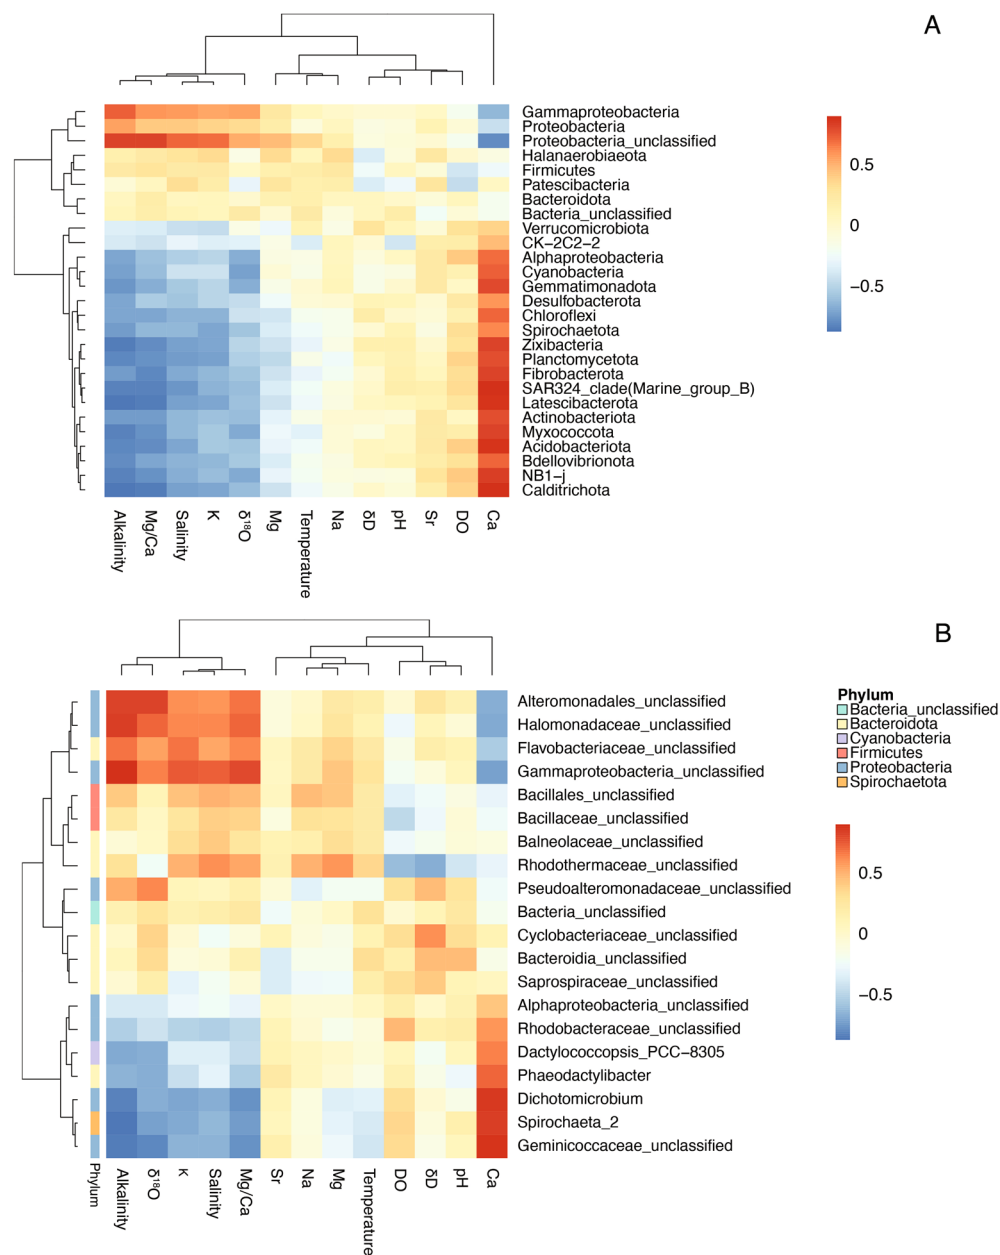 A
Gammaproteobacteria
Proteobacteria
Proteobacteria_unclassified
Halanaerobiaeota
Firmicutes
Patescibacteria
Bacteroidota
Bacteria_unclassified
Verrucomicrobiota
CK−2C2−2
Alphaproteobacteria
Cyanobacteria
Gemmatimonadota
Desulfobacterota
Chloroflexi
Spirochaetota
Zixibacteria
Planctomycetota
Fibrobacterota
SAR324_clade(Marine_group_B)
Latescibacterota
Actinobacteriota
Myxococcota
Acidobacteriota
Bdellovibrionota
NB1−j
Calditrichota
0.5
0
−0.5
Alkalinity
Mg/Ca
Salinity
K
δ¹⁸O
Mg
Temperature
Na
δD
pH
Sr
DO
Ca
B
Alteromonadales_unclassified
Halomonadaceae_unclassified
Flavobacteriaceae_unclassified
Gammaproteobacteria_unclassified
Bacillales_unclassified
Bacillaceae_unclassified
Balneolaceae_unclassified
Rhodothermaceae_unclassified
Pseudoalteromonadaceae_unclassified
Bacteria_unclassified
Cyclobacteriaceae_unclassified
Bacteroidia_unclassified
Saprospiraceae_unclassified
Alphaproteobacteria_unclassified
Rhodobacteraceae_unclassified
Dactylococcopsis_PCC−8305
Phaeodactylibacter
Dichotomicrobium
Spirochaeta_2
Geminicoccaceae_unclassified
Phylum
Bacteria_unclassified
Bacteroidota
Cyanobacteria
Firmicutes
Proteobacteria
Spirochaetota
0.5
0
−0.5
Phylum
Alkalinity
δ¹⁸O
K
Salinity
Mg/Ca
Sr
Na
Mg
Temperature
DO
δD
pH
Ca